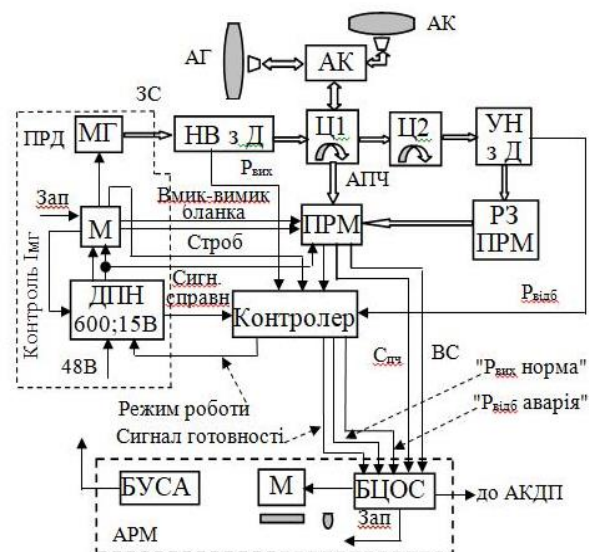 АК
АГ
АК
ЗС
ПРД
МГ
НВ з Д
Ц1
Ц2
УН з Д
Рвих
АПЧ
Зап
Вмик-вимик
бланка
М
ПРМ
РЗ
ПРМ
Строб
Контроль Імг
Сигн.
справн
ДПН
600;15В
Контролер
Рвідб
48В
Спч
ВС
"Рвих норма"
Режим роботи
"Рвідб аварія"
Сигнал готовності
БУСА
М
БЦОС
до АКДП
Зап
АРМ